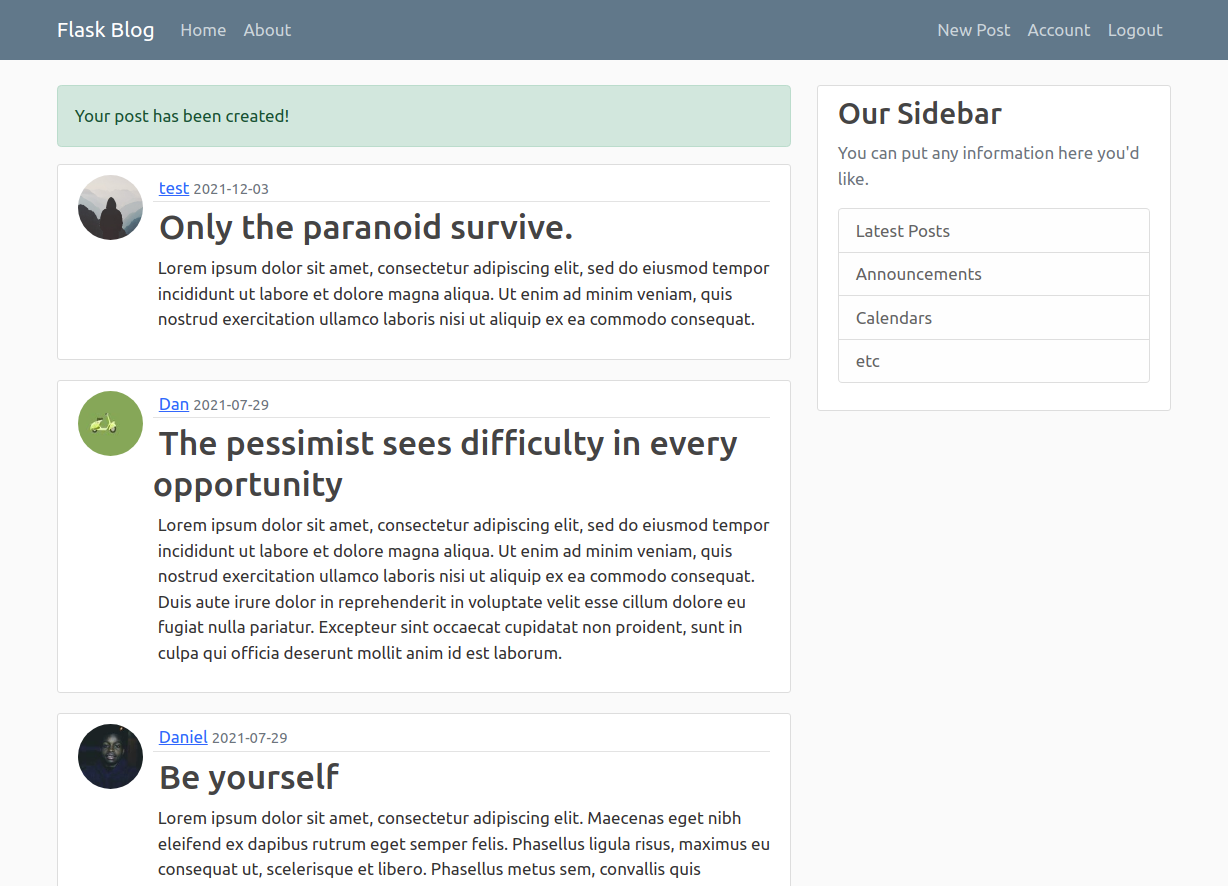 Flask Blog Home About New Post Account Logout
Your post has been created!
test 2021-12-03
Only the paranoid survive.
Lorem ipsum dolor sit amet, consectetur adipiscing elit, sed do eiusmod tempor
incididunt ut labore et dolore magna aliqua. Ut enim ad minim veniam, quis
nostrud exercitation ullamco laboris nisi ut aliquip ex ea commodo consequat.
Dan 2021-07-29
The pessimist sees difficulty in every
opportunity
Lorem ipsum dolor sit amet, consectetur adipiscing elit, sed do eiusmod tempor
incididunt ut labore et dolore magna aliqua. Ut enim ad minim veniam, quis
nostrud exercitation ullamco laboris nisi ut aliquip ex ea commodo consequat.
Duis aute irure dolor in reprehenderit in voluptate velit esse cillum dolore eu
fugiat nulla pariatur. Excepteur sint occaecat cupidatat non proident, sunt in
culpa qui officia deserunt mollit anim id est laborum.
Daniel 2021-07-29
Be yourself
Lorem ipsum dolor sit amet, consectetur adipiscing elit. Maecenas eget nibh
eleifend ex dapibus rutrum eget semper felis. Phasellus ligula risus, maximus eu
consequat ut, scelerisque et libero. Phasellus metus sem, convallis quis
Our Sidebar
You can put any information here you'd
like.
Latest Posts
Announcements
Calendars
etc